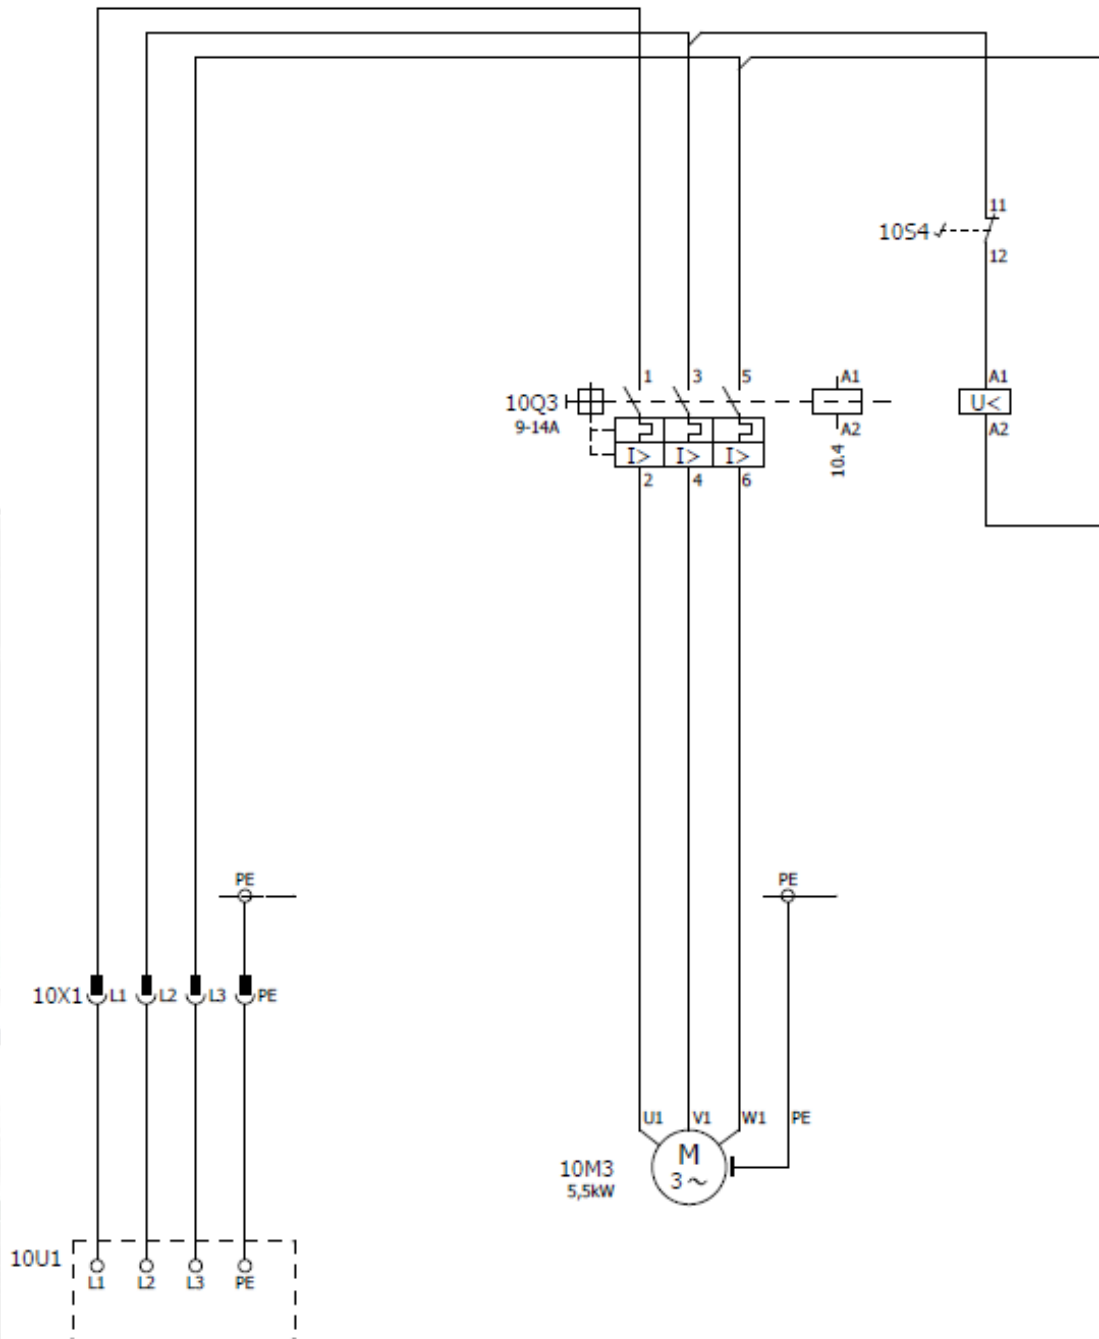 11
10S4
12
1 3 5 A1 A1
10Q3 U<
9-14A A2 A2
I> I> I>
2 4 6 10.4
PE PE
10X1 L1 L2 L3 PE
U1 V1 W1 PE
M
10M3 3~
5,5kW
10U1
L1 L2 L3 PE